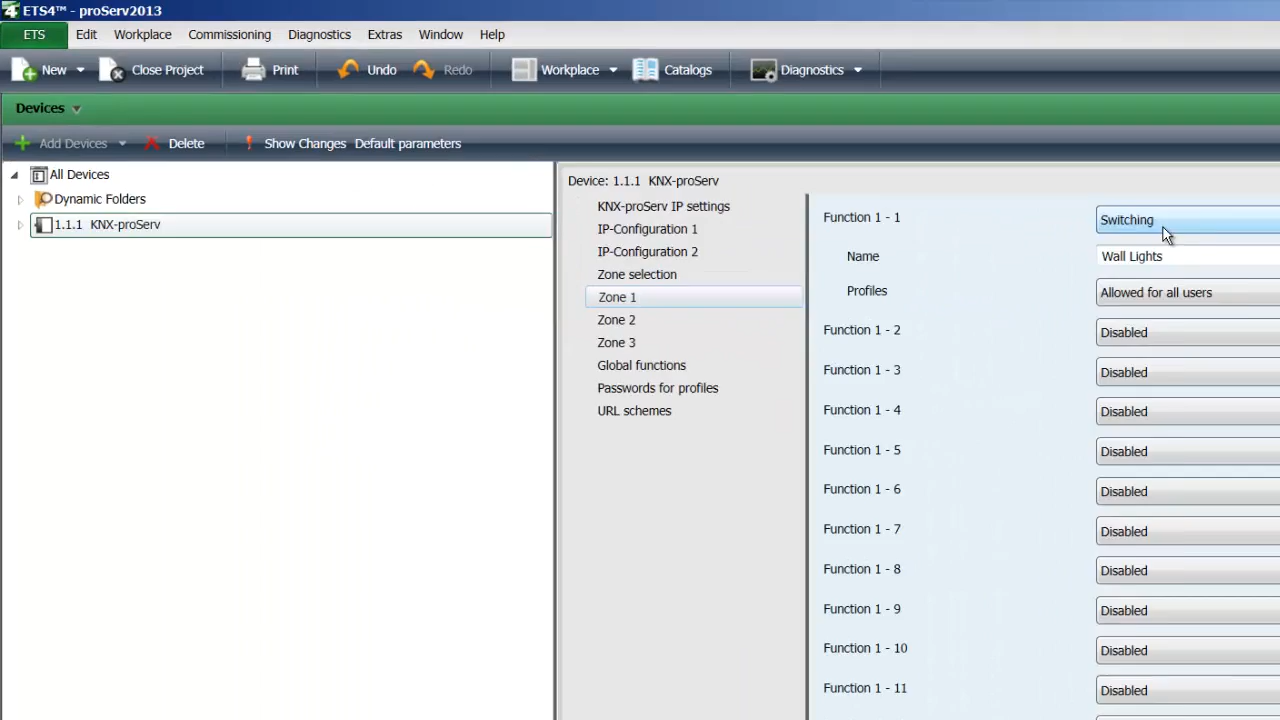 ETS4™ - proServ2013
ETS Edit Workplace Commissioning Diagnostics Extras Window Help
New Close Project Print Undo Redo Workplace Catalogs Diagnostics
Devices
Add Devices Delete Show Changes Default parameters
All Devices
Dynamic Folders
1.1.1 KNX-proServ
Device: 1.1.1 KNX-proServ
KNX-proServ IP settings
IP-Configuration 1
IP-Configuration 2
Zone selection
Zone 1
Zone 2
Zone 3
Global functions
Passwords for profiles
URL schemes
Function 1 - 1 Switching
Name Wall Lights
Profiles Allowed for all users
Function 1 - 2 Disabled
Function 1 - 3 Disabled
Function 1 - 4 Disabled
Function 1 - 5 Disabled
Function 1 - 6 Disabled
Function 1 - 7 Disabled
Function 1 - 8 Disabled
Function 1 - 9 Disabled
Function 1 - 10 Disabled
Function 1 - 11 Disabled